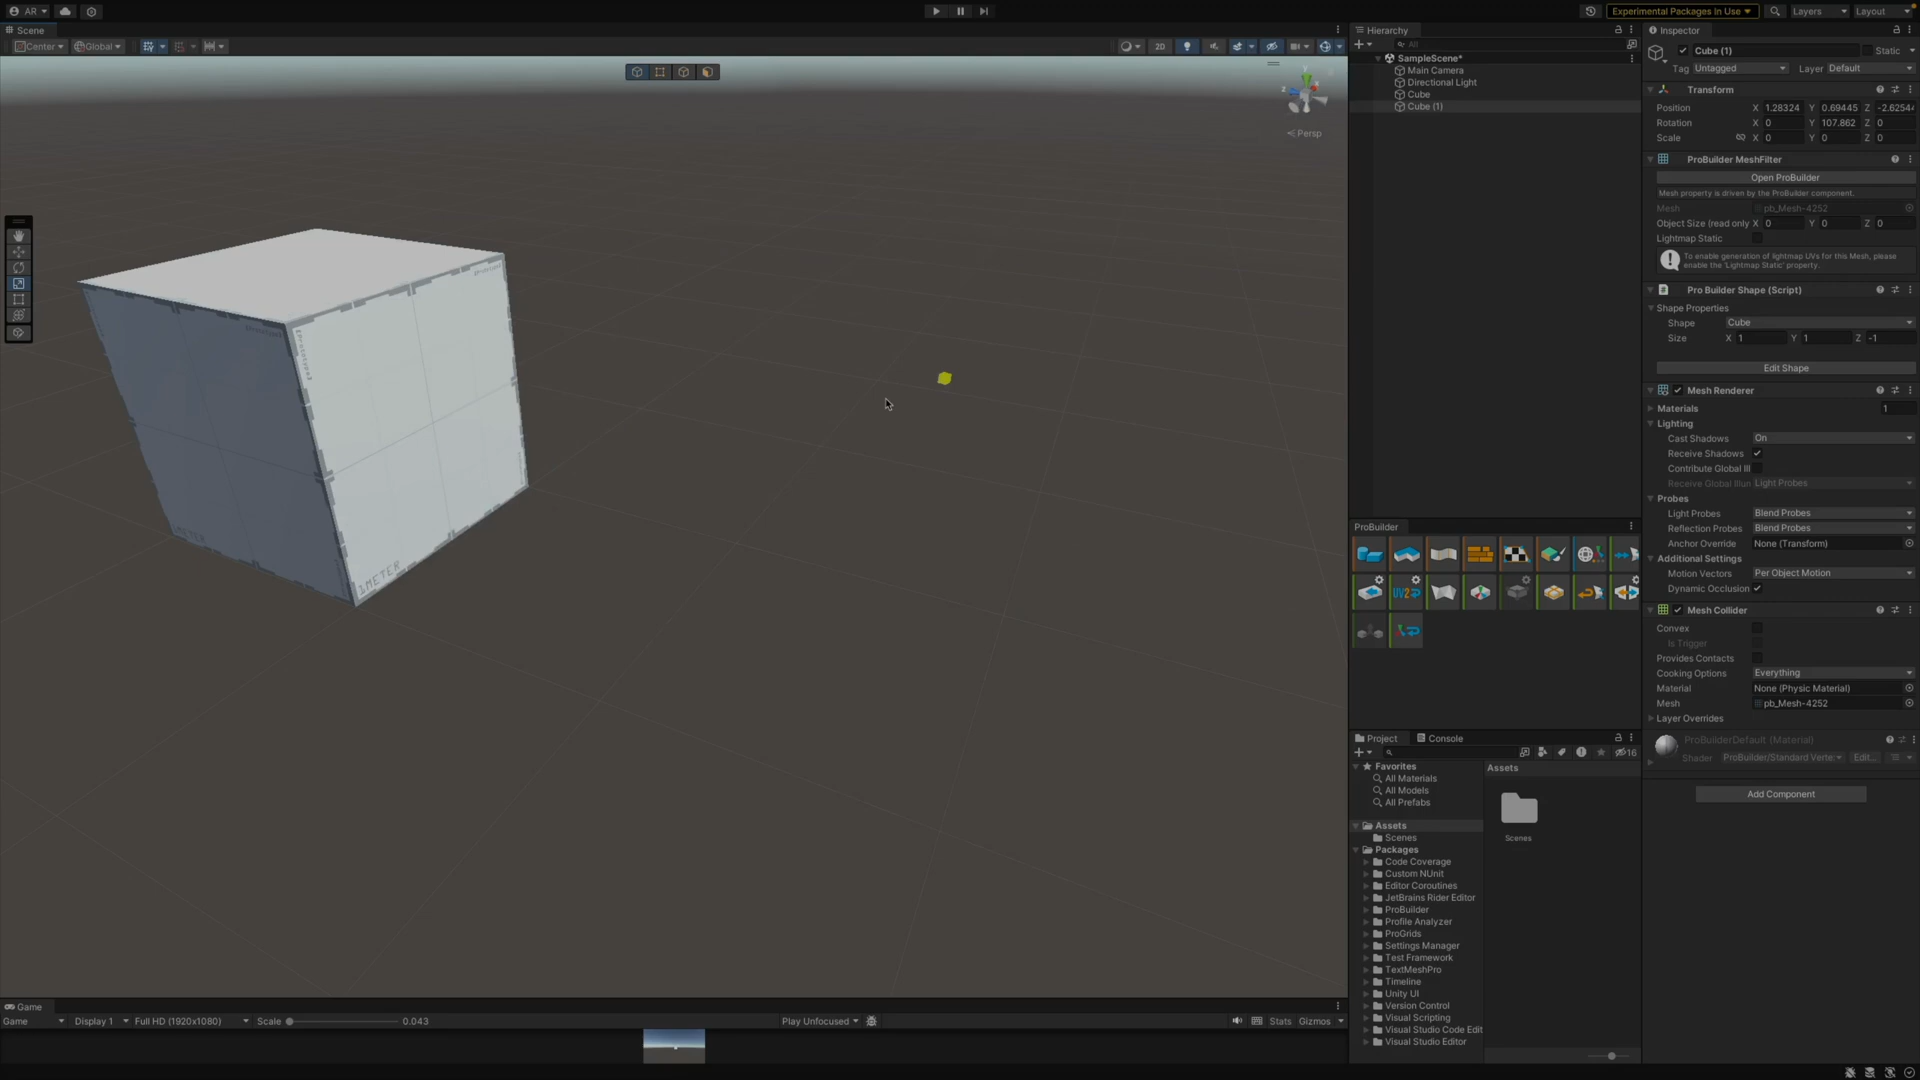 AR
Experimental Packages In Use
Layers
Layout
Scene
Center
Global
2D
Persp
1METER
Hierarchy
All
SampleScene*
Main Camera
Directional Light
Cube
Cube (1)
ProBuilder
UV2
Project
Console
16
Favorites
All Materials
All Models
All Prefabs
Assets
Scenes
Packages
Code Coverage
Custom NUnit
Editor Coroutines
JetBrains Rider Editor
ProBuilder
Profile Analyzer
ProGrids
Settings Manager
Test Framework
TextMeshPro
Timeline
Unity UI
Version Control
Visual Scripting
Visual Studio Code Edit
Visual Studio Editor
Assets
Scenes
Inspector
Cube (1)
Static
Tag Untagged
Layer Default
Transform
Position X 1.28324 Y 0.69445 Z -2.6254
Rotation X 0 Y 107.862 Z 0
Scale X 0 Y 0 Z 0
ProBuilder MeshFilter
Open ProBuilder
Mesh property is driven by the ProBuilder component.
Mesh pb_Mesh-4252
Object Size (read only X 0 Y 0 Z 0
Lightmap Static
To enable generation of lightmap UVs for this Mesh, please
enable the 'Lightmap Static' property.
Pro Builder Shape (Script)
Shape Properties
Shape Cube
Size X 1 Y 1 Z -1
Edit Shape
Mesh Renderer
Materials 1
Lighting
Cast Shadows On
Receive Shadows
Contribute Global Ill
Receive Global Illun Light Probes
Probes
Light Probes Blend Probes
Reflection Probes Blend Probes
Anchor Override None (Transform)
Additional Settings
Motion Vectors Per Object Motion
Dynamic Occlusion
Mesh Collider
Convex
Is Trigger
Provides Contacts
Cooking Options Everything
Material None (Physic Material)
Mesh pb_Mesh-4252
Layer Overrides
ProBuilderDefault (Material)
Shader ProBuilder/Standard Verte: Edit...
Add Component
Game
Game Display 1 Full HD (1920x1080) Scale 0.043 Play Unfocused Stats Gizmos